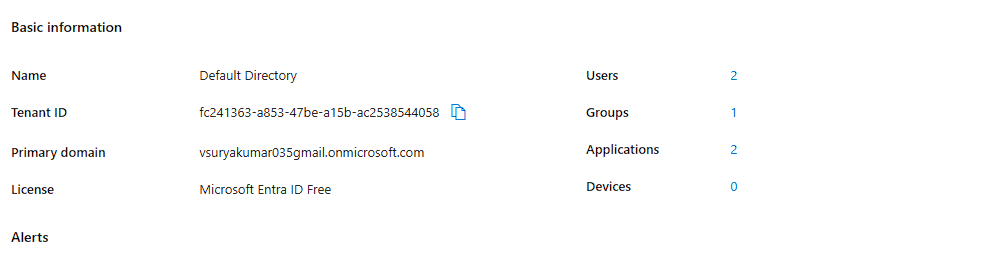 Basic information
Name Default Directory Users 2
Tenant ID fc241363-a853-47be-a15b-ac2538544058 Groups 1
Primary domain vsuryakumar035gmail.onmicrosoft.com Applications 2
License Microsoft Entra ID Free Devices 0
Alerts